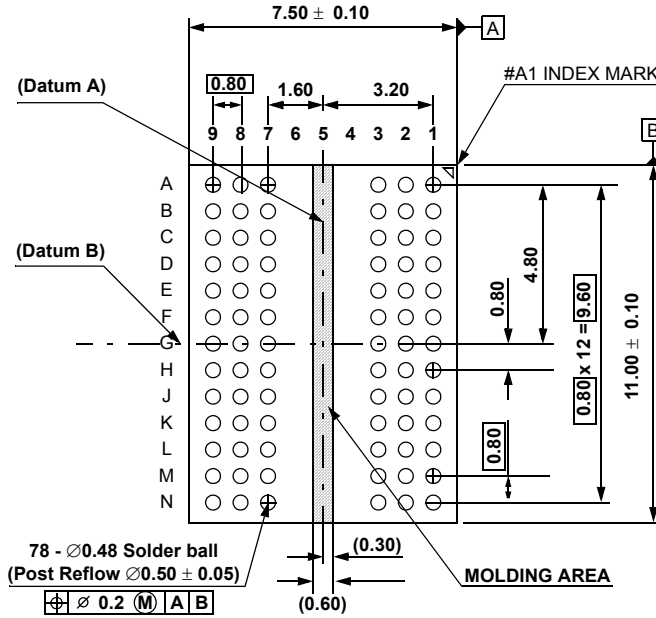 7.50 ± 0.10
A
(Datum A)
0.80
1.60
3.20
#A1 INDEX MARK
B
9 8 7 6 5 4 3 2 1
A
B
C
D
E
F
G
H
J
K
L
M
N
(Datum B)
4.80
0.80
0.80
0.80 x 12 = 9.60
11.00 ± 0.10
78 - ∅0.48 Solder ball
(Post Reflow ∅0.50 ± 0.05)
⌖ ∅ 0.2 Ⓜ A B
(0.30)
(0.60)
MOLDING AREA